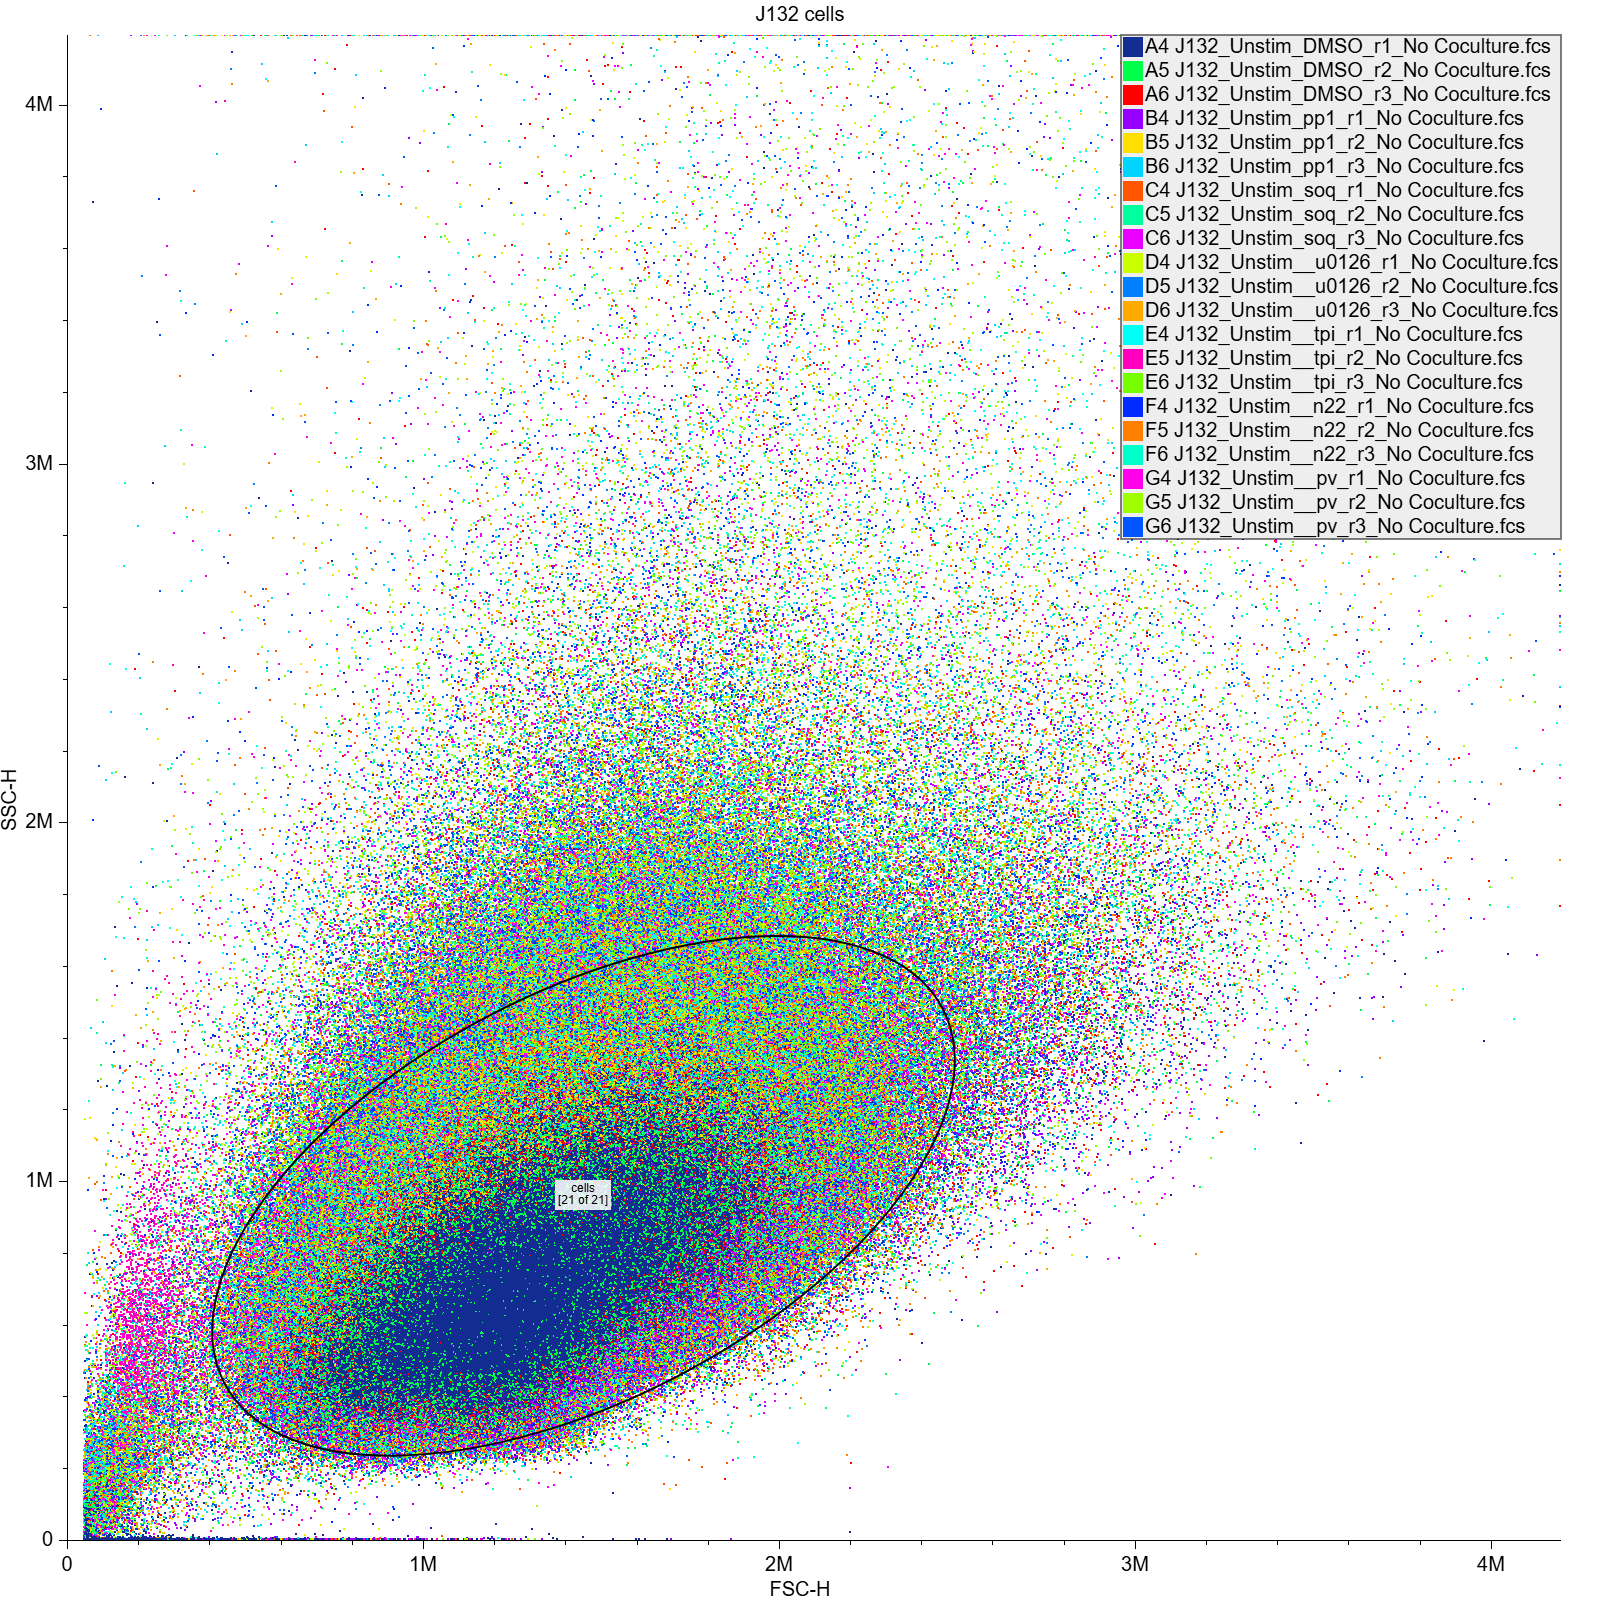 J132 cells
A4 J132_Unstim_DMSO_r1_No Coculture.fcs
A5 J132_Unstim_DMSO_r2_No Coculture.fcs
A6 J132_Unstim_DMSO_r3_No Coculture.fcs
B4 J132_Unstim_pp1_r1_No Coculture.fcs
B5 J132_Unstim_pp1_r2_No Coculture.fcs
B6 J132_Unstim_pp1_r3_No Coculture.fcs
C4 J132_Unstim_soq_r1_No Coculture.fcs
C5 J132_Unstim_soq_r2_No Coculture.fcs
C6 J132_Unstim_soq_r3_No Coculture.fcs
D4 J132_Unstim__u0126_r1_No Coculture.fcs
D5 J132_Unstim__u0126_r2_No Coculture.fcs
D6 J132_Unstim__u0126_r3_No Coculture.fcs
E4 J132_Unstim__tpi_r1_No Coculture.fcs
E5 J132_Unstim__tpi_r2_No Coculture.fcs
E6 J132_Unstim__tpi_r3_No Coculture.fcs
F4 J132_Unstim__n22_r1_No Coculture.fcs
F5 J132_Unstim__n22_r2_No Coculture.fcs
F6 J132_Unstim__n22_r3_No Coculture.fcs
G4 J132_Unstim__pv_r1_No Coculture.fcs
G5 J132_Unstim__pv_r2_No Coculture.fcs
G6 J132_Unstim__pv_r3_No Coculture.fcs
4M
3M
2M
1M
0
SSC-H
cells
[21 of 21]
0
1M
2M
3M
4M
FSC-H